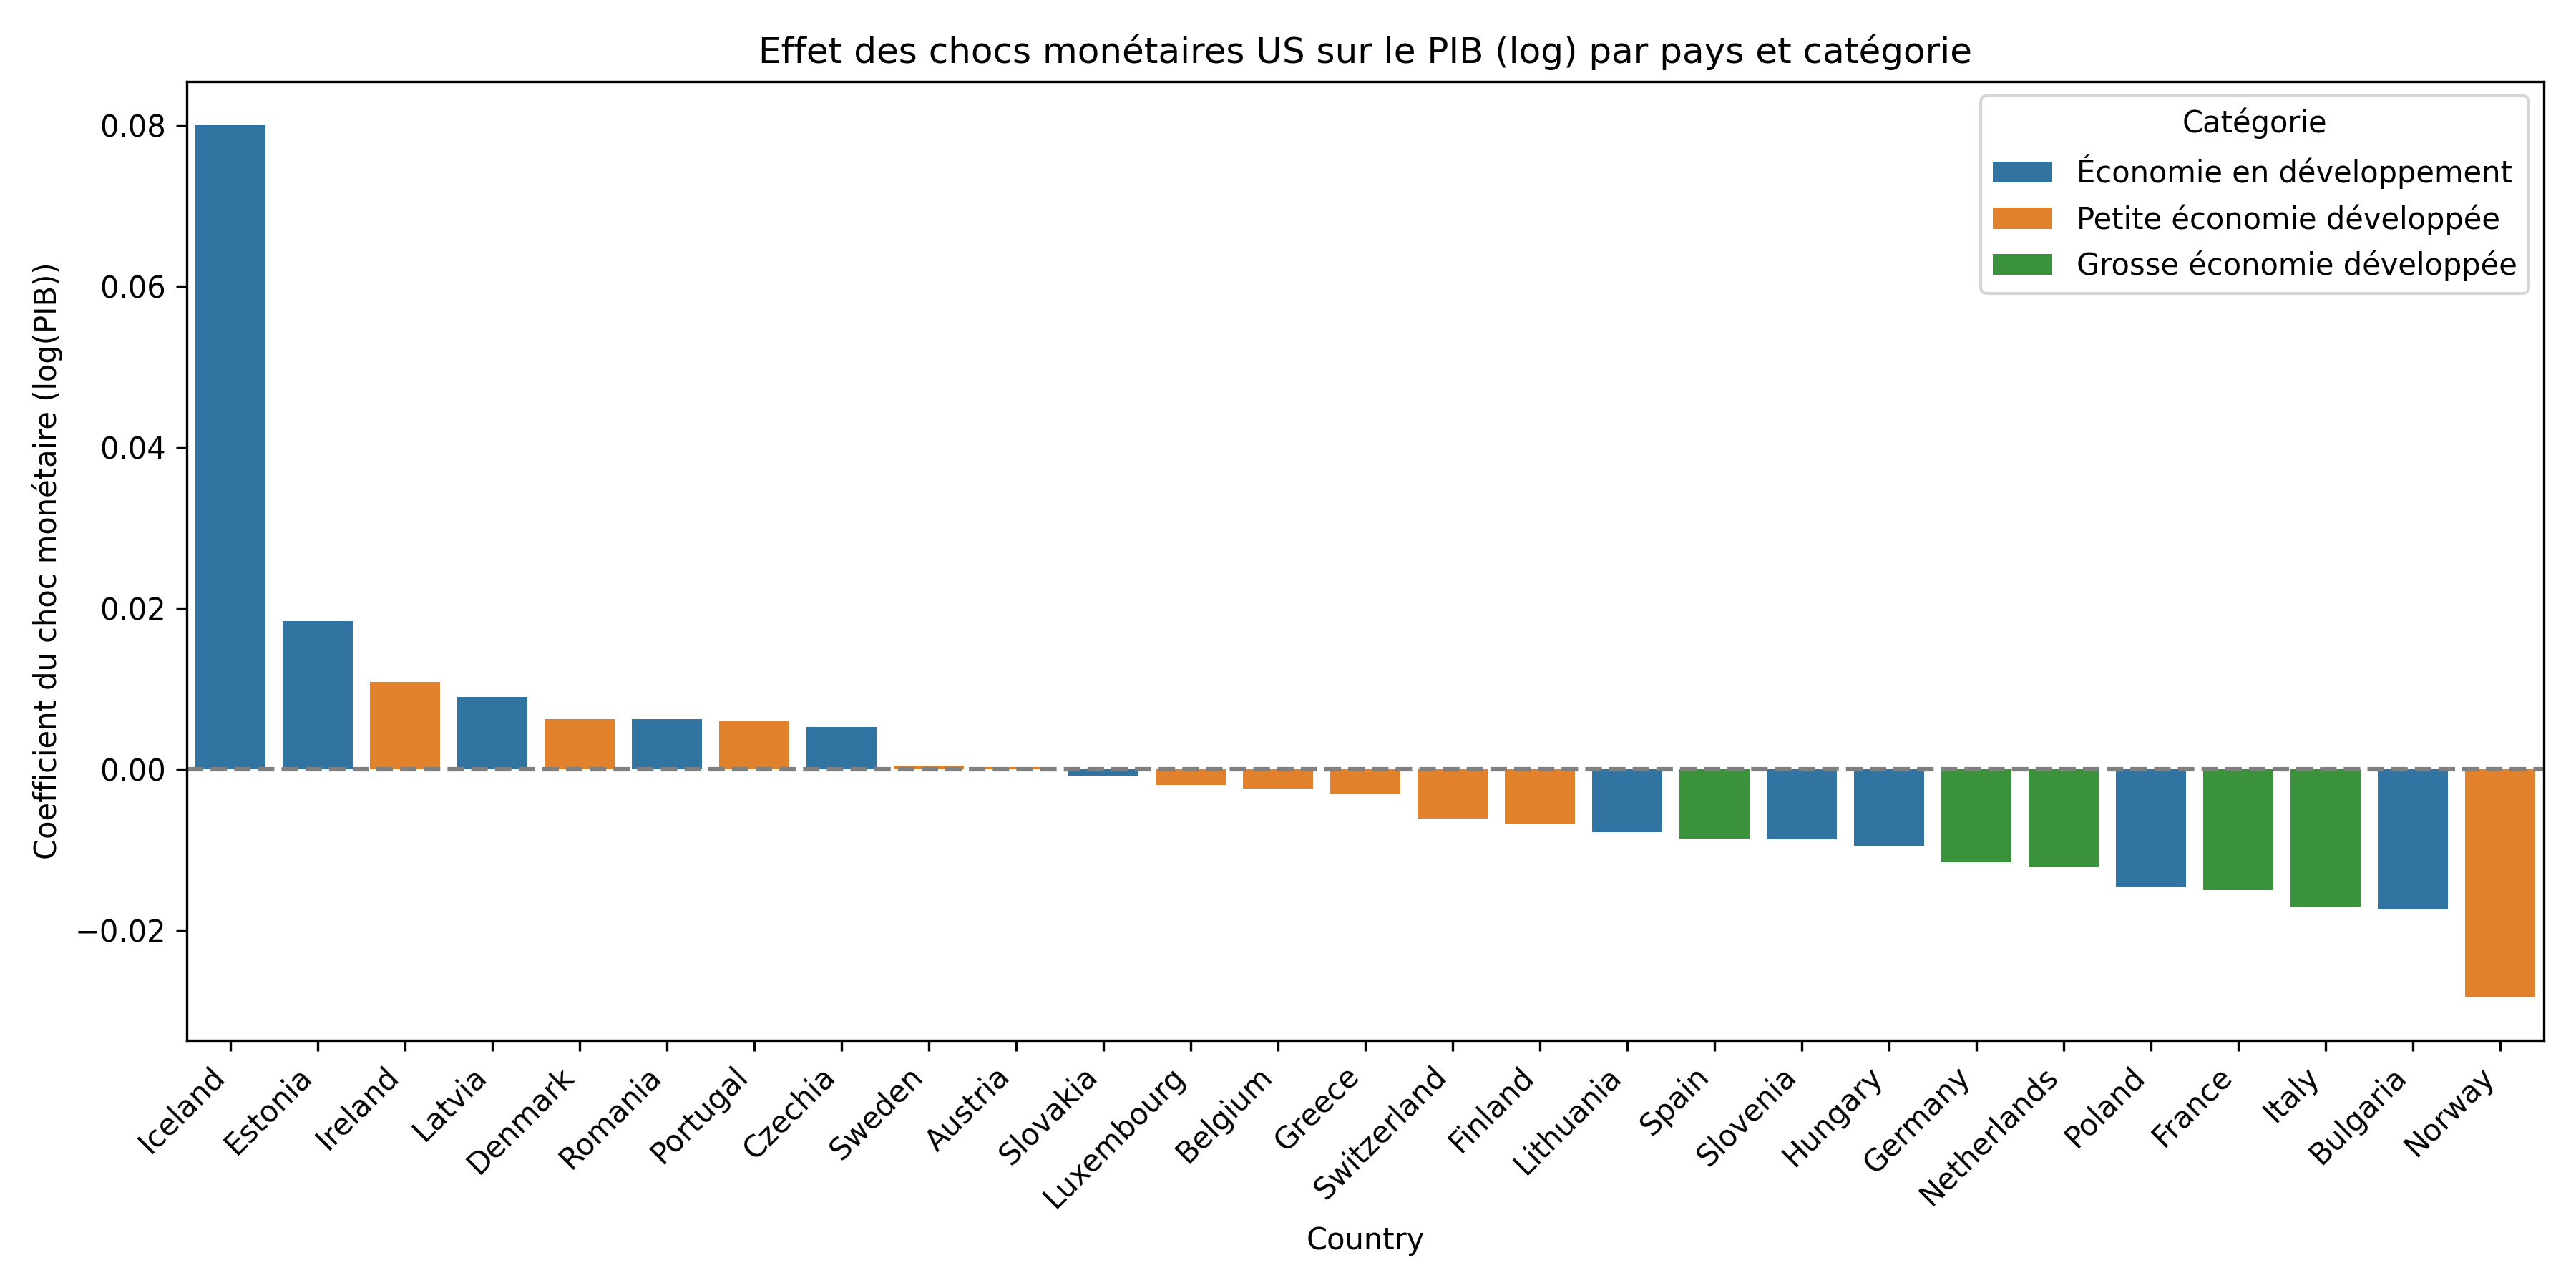 Effet des chocs monétaires US sur le PIB (log) par pays et catégorie
Catégorie
Économie en développement
Petite économie développée
Grosse économie développée
Coefficient du choc monétaire (log(PIB))
0.08
0.06
0.04
0.02
0.00
−0.02
Iceland
Estonia
Ireland
Latvia
Denmark
Romania
Portugal
Czechia
Sweden
Austria
Slovakia
Luxembourg
Belgium
Greece
Switzerland
Finland
Lithuania
Spain
Slovenia
Hungary
Germany
Netherlands
Poland
France
Italy
Bulgaria
Norway
Country